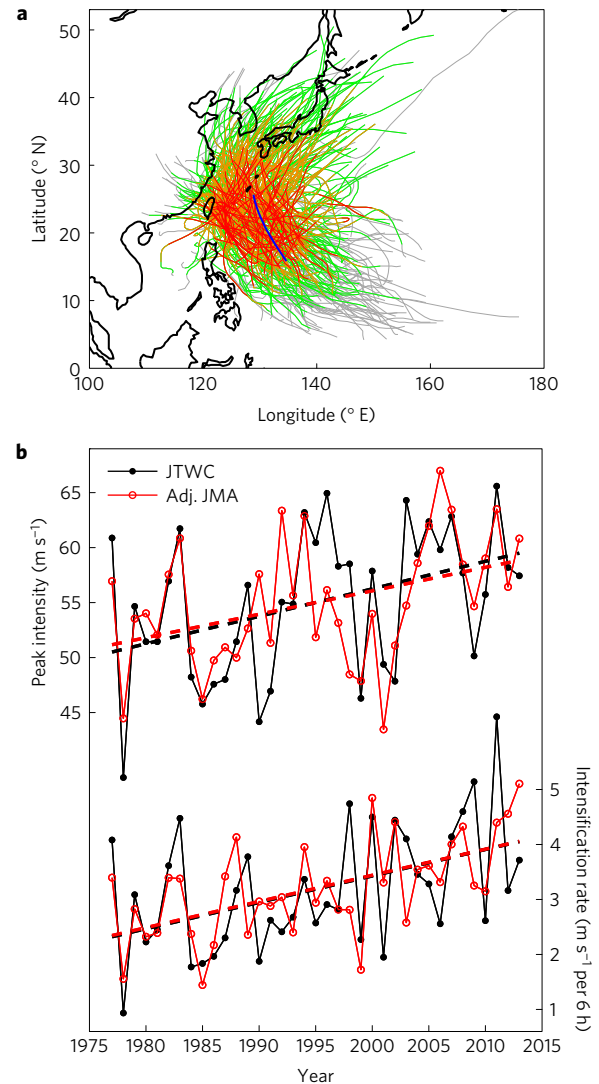 a
50
40
30
20
10
0
Latitude (° N)
100 120 140 160 180
Longitude (° E)
b
JTWC
Adj. JMA
65
60
55
50
45
Peak intensity (m s⁻¹)
5
4
3
2
1
Intensification rate (m s⁻¹ per 6 h)
1975 1980 1985 1990 1995 2000 2005 2010 2015
Year